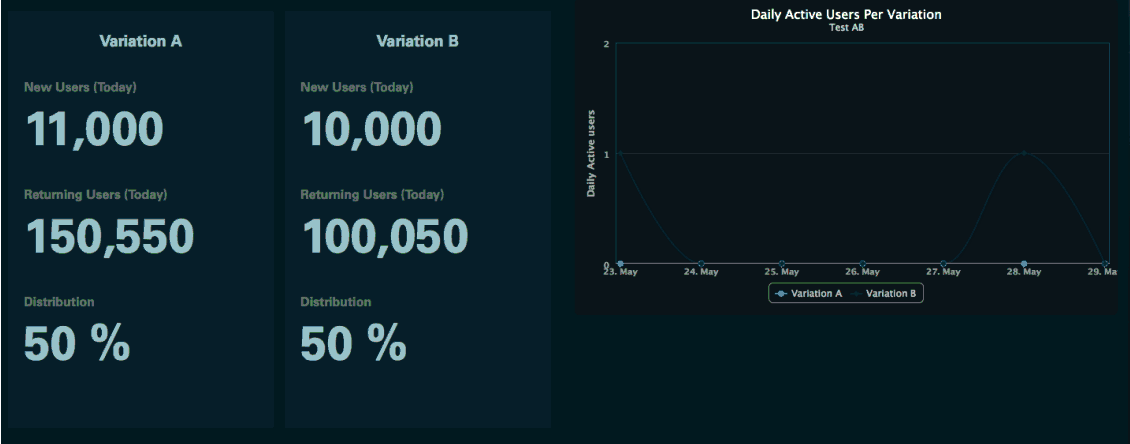 Variation A
New Users (Today)
11,000
Returning Users (Today)
150,550
Distribution
50 %
Variation B
New Users (Today)
10,000
Returning Users (Today)
100,050
Distribution
50 %
Daily Active Users Per Variation
Test AB
Daily Active users
2
1
0
23. May 24. May 25. May 26. May 27. May 28. May 29. Ma
Variation A Variation B